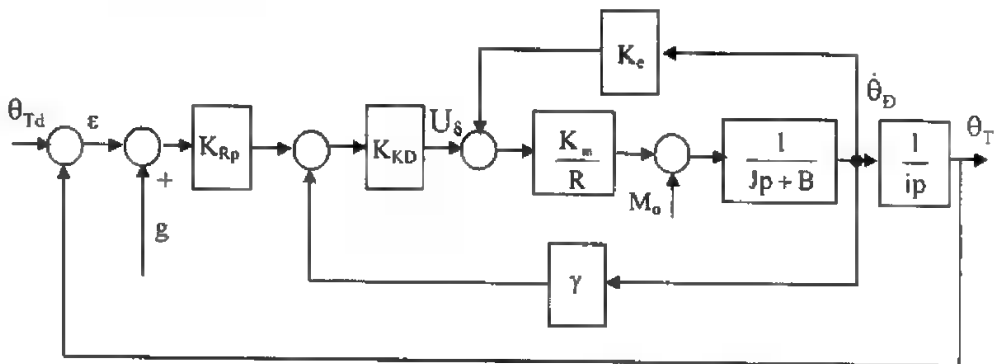 K_e
θ_Td
ε
K_Rp
K_KD
U_δ
K_m
R
M_o
1
Jp + B
θ̇_Đ
1
ip
θ_T
+
g
γ